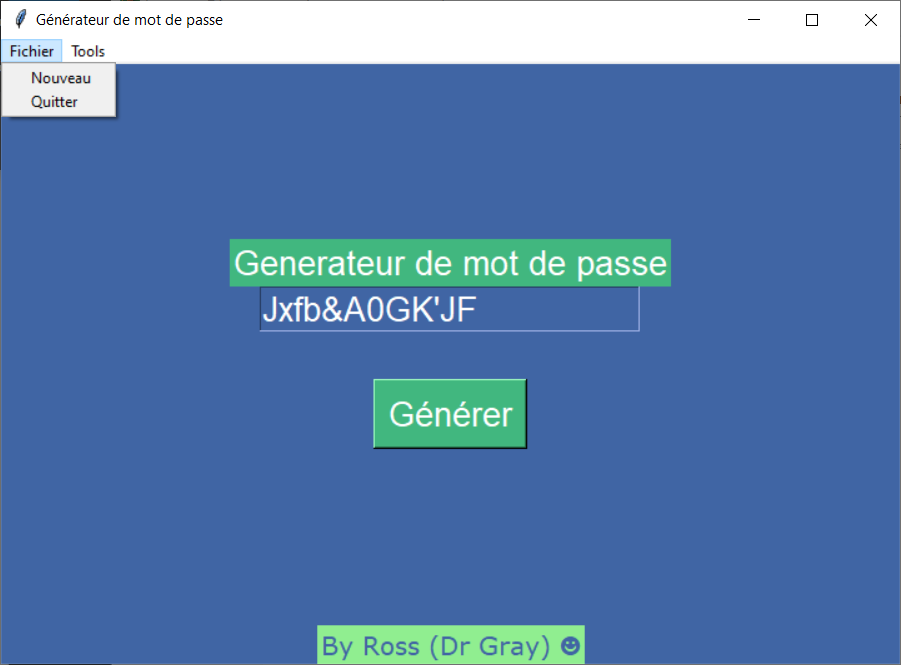 Générateur de mot de passe
Fichier Tools
Nouveau
Quitter
Generateur de mot de passe
Jxfb&A0GK'JF
Générer
By Ross (Dr Gray) ☻